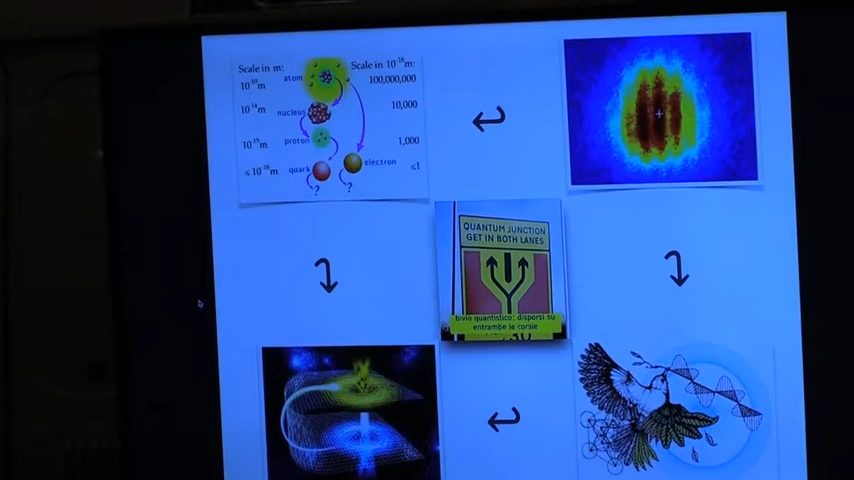 Scale in m:
Scale in 10⁻¹⁸m:
10⁻¹⁰m
atom
100,000,000
10⁻¹⁴m
nucleus
10,000
10⁻¹⁵m
proton
1,000
≤ 10⁻¹⁸m
quark
electron
≤1
?
?
QUANTUM JUNCTION
GET IN BOTH LANES
bivio quantistico: disporsi su
entrambe le corsie